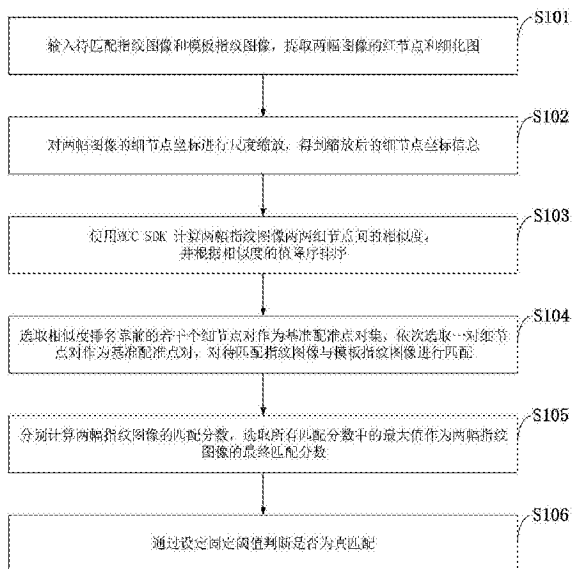 S101
输入待匹配指纹图像和模板指纹图像，提取两幅图像的细节点和细化图
S102
对两幅图像的细节点坐标进行尺度缩放，得到缩放后的细节点坐标信息
S103
使用MCC SDK 计算两幅指纹图像两两细节点间的相似度，
并根据相似度的值降序排序
S104
选取相似度排名靠前的若干个细节点对作为基准配准点对集，依次选取一对细节
点对作为基准配准点对，对待匹配指纹图像与模板指纹图像进行匹配
S105
分别计算两幅指纹图像的匹配分数，选取所有匹配分数中的最大值作为两幅指纹
图像的最终匹配分数
S106
通过设定固定阈值判断是否为真匹配